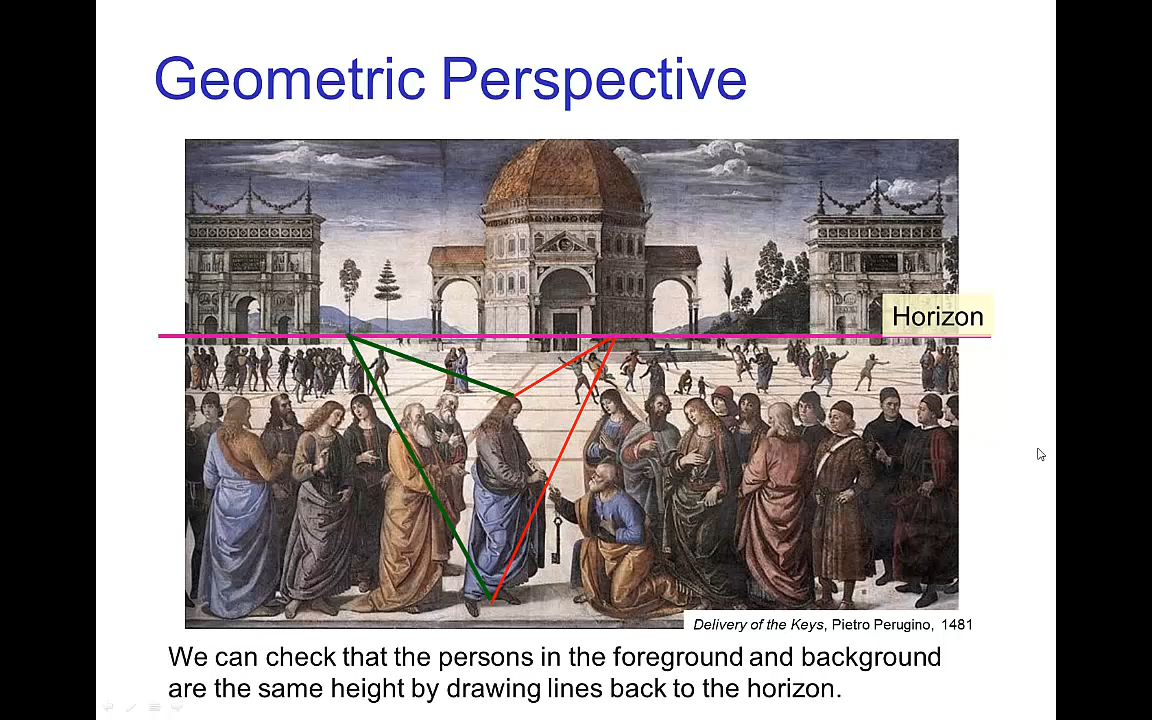 Geometric Perspective
Horizon
Delivery of the Keys, Pietro Perugino, 1481
We can check that the persons in the foreground and background
are the same height by drawing lines back to the horizon.